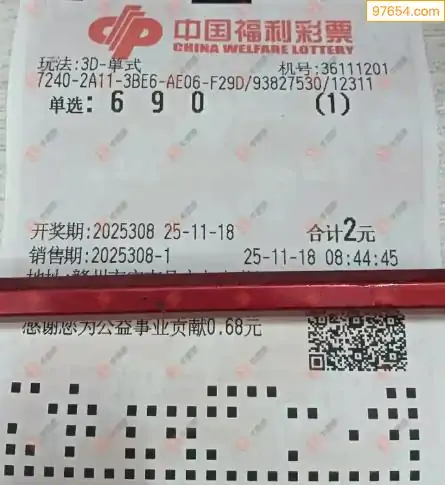 97654.com
中国福利彩票
CHINA WELFARE LOTTERY
玩法:3D-单式 机号:36111201
7240-2A11-3BE6-AE06-F29D/93827530/12311
单选: 6 9 0 (1)
开奖期:2025308 25-11-18 合计2元
销售期:2025308-1 25-11-18 08:44:45
感谢您为公益事业贡献0.68元